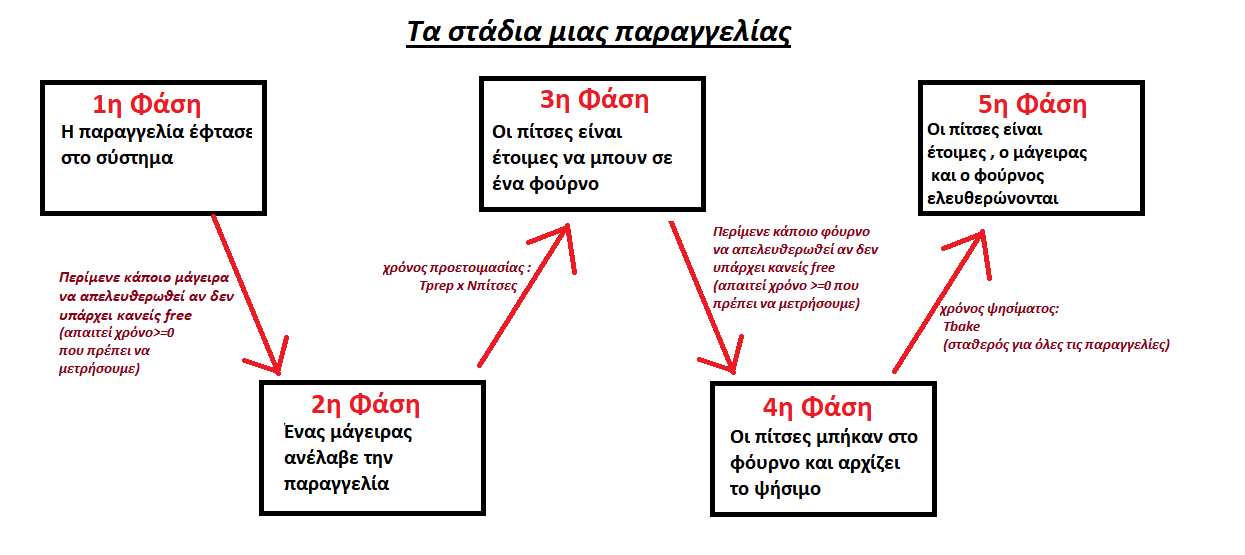 Τα στάδια μιας παραγγελίας
1η Φάση
Η παραγγελία έφτασε
στο σύστημα
Περίμενε κάποιο μάγειρα
να απελευθερωθεί αν δεν
υπάρχει κανείς free
(απαιτεί χρόνο>=0
που πρέπει να
μετρήσουμε)
2η Φάση
Ένας μάγειρας
ανέλαβε την
παραγγελία
χρόνος προετοιμασίας :
Tprep x Nπίτσες
3η Φάση
Οι πίτσες είναι
έτοιμες να μπουν σε
ένα φούρνο
Περίμενε κάποιο φόυρνο
να απελευθερωθεί αν δεν
υπάρχει κανείς free
(απαιτεί χρόνο >=0 που
πρέπει να μετρήσουμε)
4η Φάση
Οι πίτσες μπήκαν στο
φόυρνο και αρχίζει
το ψήσιμο
χρόνος ψησίματος:
Tbake
(σταθερός για όλες τις παραγγελίες)
5η Φάση
Οι πίτσες είναι
έτοιμες , ο μάγειρας
και ο φούρνος
ελευθερώνονται